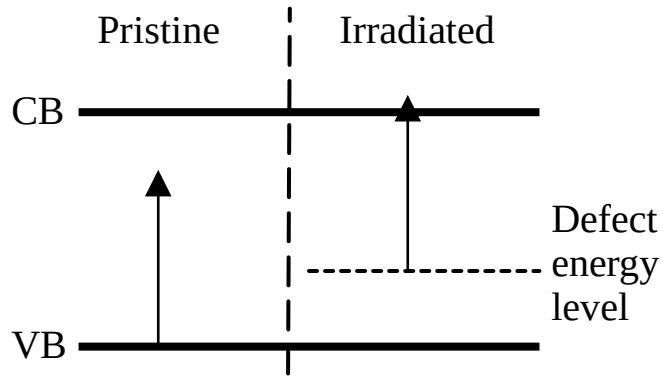 Pristine
Irradiated
CB
Defect
energy
level
VB